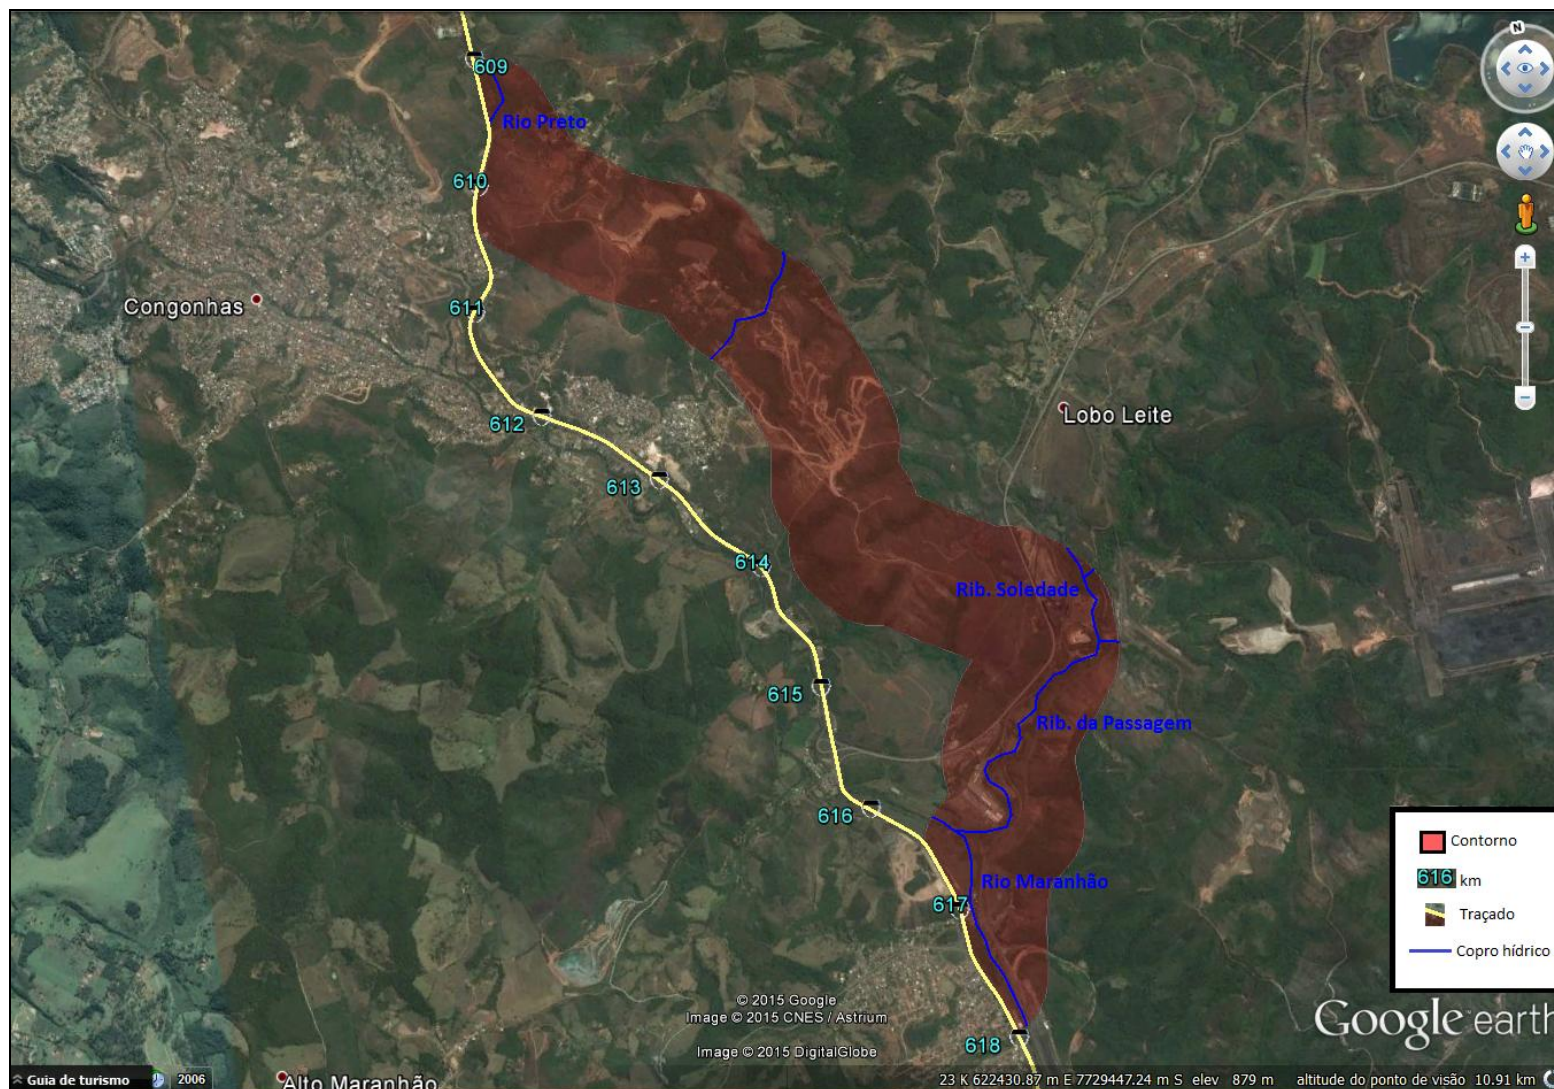 N
609
Rio Preto
610
Congonhas
611
Lobo Leite
612
613
614
Rib. Soledade
615
Rib. da Passagem
616
Rio Maranhão
617
618
Contorno
616 km
Traçado
Copro hídrico
© 2015 Google
Image © 2015 CNES / Astrium
Image © 2015 DigitalGlobe
Google earth
Guia de turismo
2006
Alto Maranhão
23 K 622430.87 m E 7729447.24 m S elev 879 m altitude do ponto de visão 10.91 km